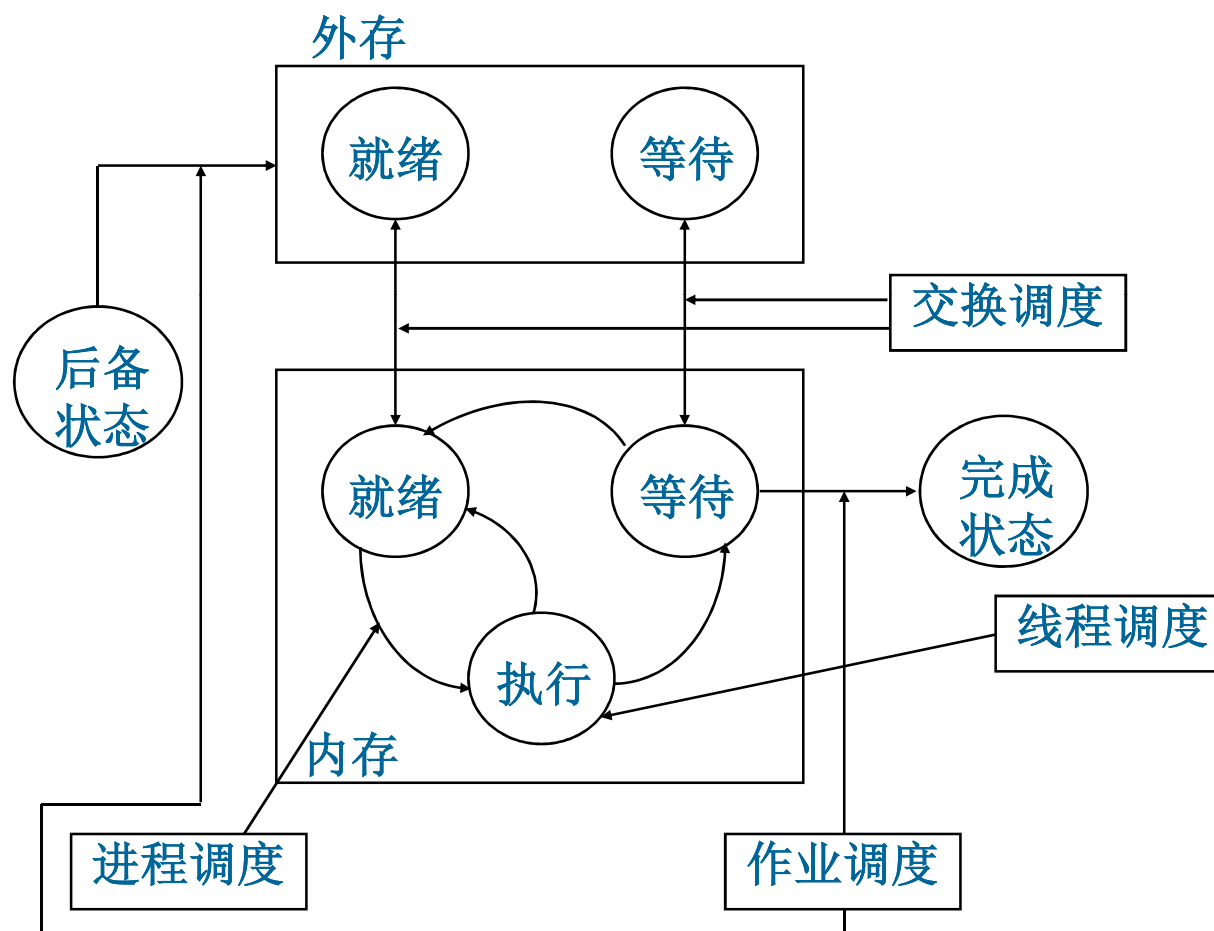 外存
就绪
等待
交换调度
后备
状态
就绪
等待
完成
状态
线程调度
执行
内存
进程调度
作业调度